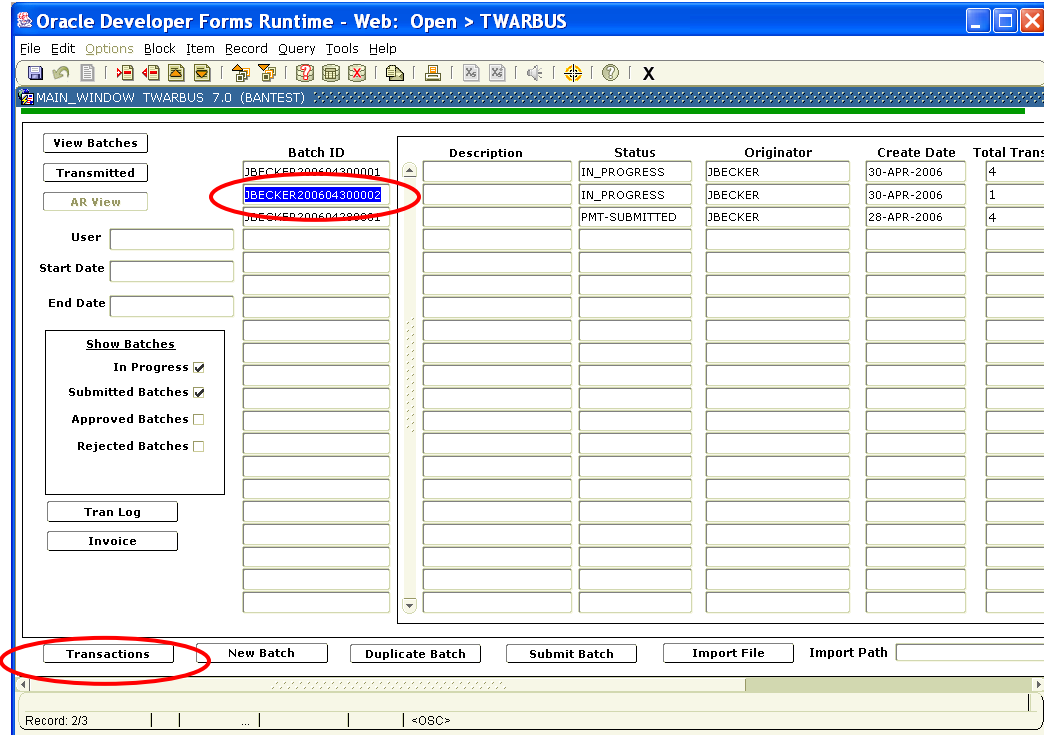 Oracle Developer Forms Runtime - Web: Open > TWARBUS
File Edit Options Block Item Record Query Tools Help
MAIN_WINDOW TWARBUS 7.0 (BANTEST)
View Batches
Transmitted
AR View
User
Start Date
End Date
Show Batches
In Progress
Submitted Batches
Approved Batches
Rejected Batches
Tran Log
Invoice
Batch ID Description Status Originator Create Date Total Trans
JBECKER200604300001 IN_PROGRESS JBECKER 30-APR-2006 4
JBECKER200604300002 IN_PROGRESS JBECKER 30-APR-2006 1
JBECKER200604280001 PMT-SUBMITTED JBECKER 28-APR-2006 4
Transactions New Batch Duplicate Batch Submit Batch Import File Import Path
Record: 2/3 ... <OSC>